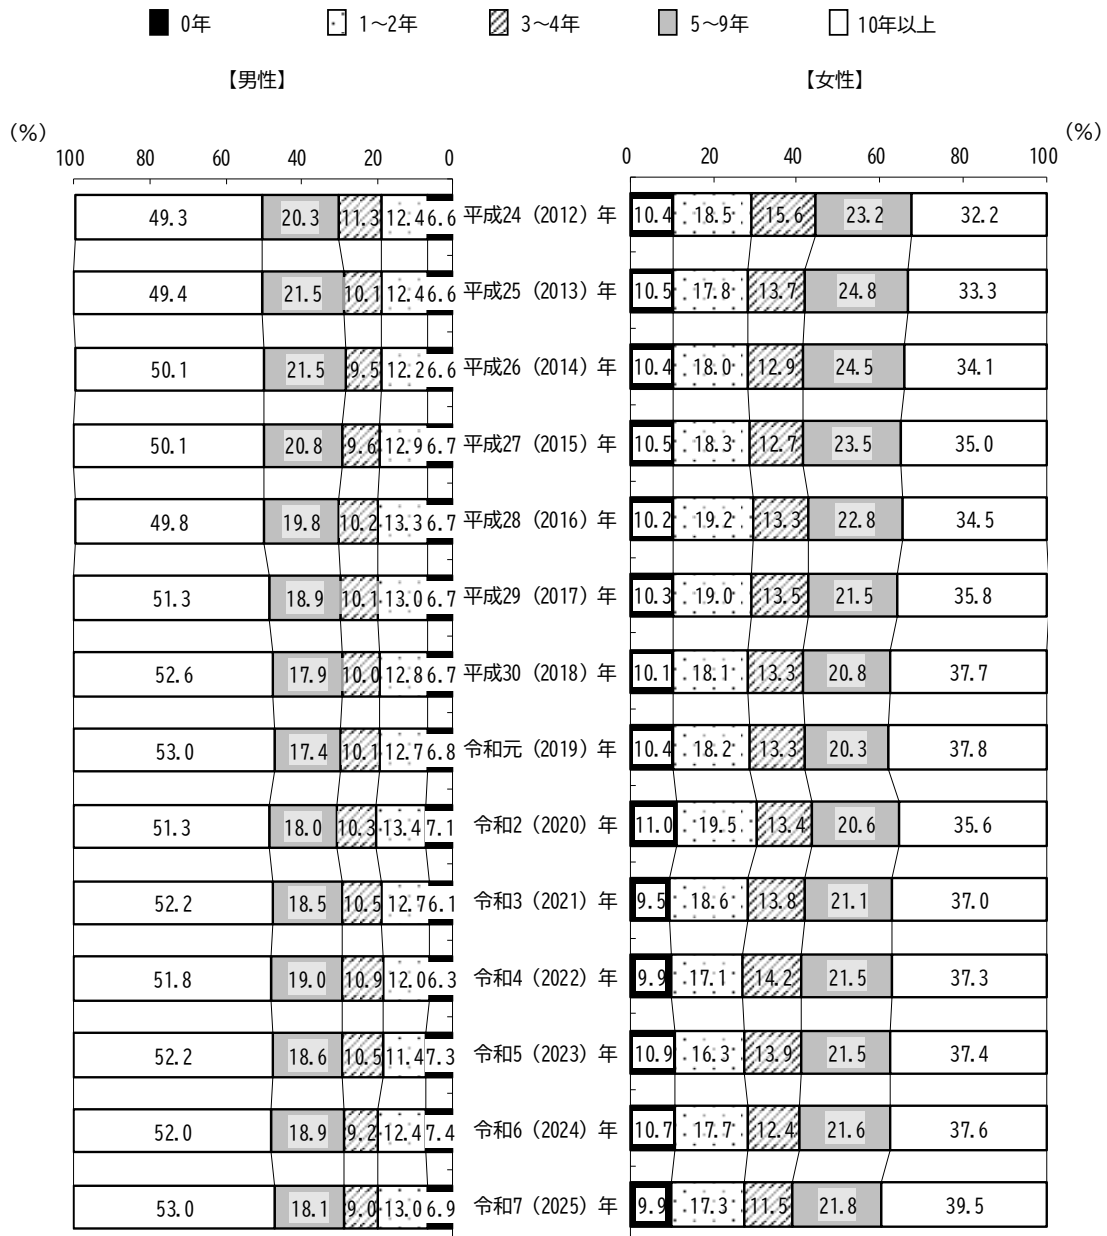 0年 1～2年 3～4年 5～9年 10年以上
【男性】 【女性】
(%) (%)
100 80 60 40 20 0 0 20 40 60 80 100
49.3 20.3 11.3 12.4 6.6 平成24（2012）年 10.4 18.5 15.6 23.2 32.2
49.4 21.5 10.1 12.4 6.6 平成25（2013）年 10.5 17.8 13.7 24.8 33.3
50.1 21.5 9.5 12.2 6.6 平成26（2014）年 10.4 18.0 12.9 24.5 34.1
50.1 20.8 9.6 12.9 6.7 平成27（2015）年 10.5 18.3 12.7 23.5 35.0
49.8 19.8 10.2 13.3 6.7 平成28（2016）年 10.2 19.2 13.3 22.8 34.5
51.3 18.9 10.1 13.0 6.7 平成29（2017）年 10.3 19.0 13.5 21.5 35.8
52.6 17.9 10.0 12.8 6.7 平成30（2018）年 10.1 18.1 13.3 20.8 37.7
53.0 17.4 10.1 12.7 6.8 令和元（2019）年 10.4 18.2 13.3 20.3 37.8
51.3 18.0 10.3 13.4 7.1 令和2（2020）年 11.0 19.5 13.4 20.6 35.6
52.2 18.5 10.5 12.7 6.1 令和3（2021）年 9.5 18.6 13.8 21.1 37.0
51.8 19.0 10.9 12.0 6.3 令和4（2022）年 9.9 17.1 14.2 21.5 37.3
52.2 18.6 10.5 11.4 7.3 令和5（2023）年 10.9 16.3 13.9 21.5 37.4
52.0 18.9 9.2 12.4 7.4 令和6（2024）年 10.7 17.7 12.4 21.6 37.6
53.0 18.1 9.0 13.0 6.9 令和7（2025）年 9.9 17.3 11.5 21.8 39.5